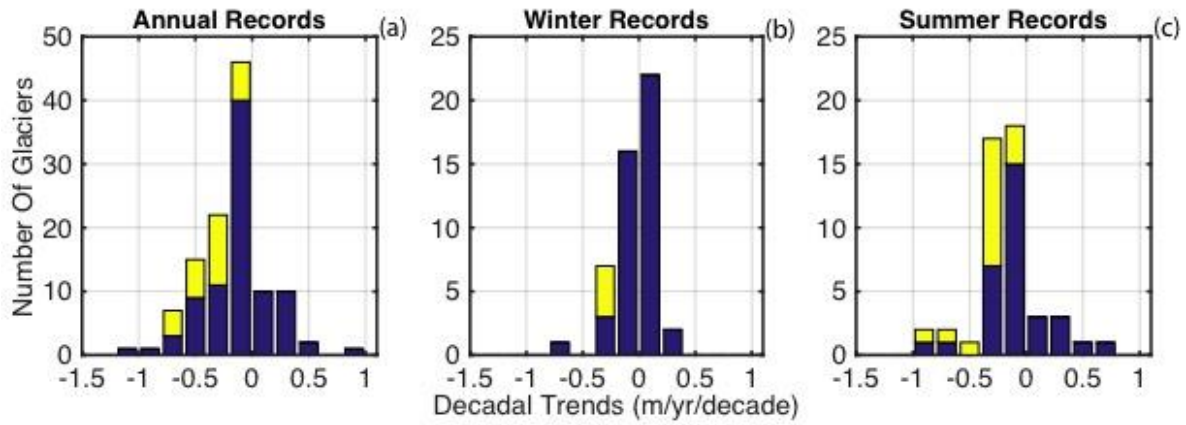 Annual Records (a)
Winter Records (b)
Summer Records (c)
Number Of Glaciers
50
40
30
20
10
0
25
20
15
10
5
0
25
20
15
10
5
0
-1.5 -1 -0.5 0 0.5 1
-1.5 -1 -0.5 0 0.5 1
-1.5 -1 -0.5 0 0.5 1
Decadal Trends (m/yr/decade)